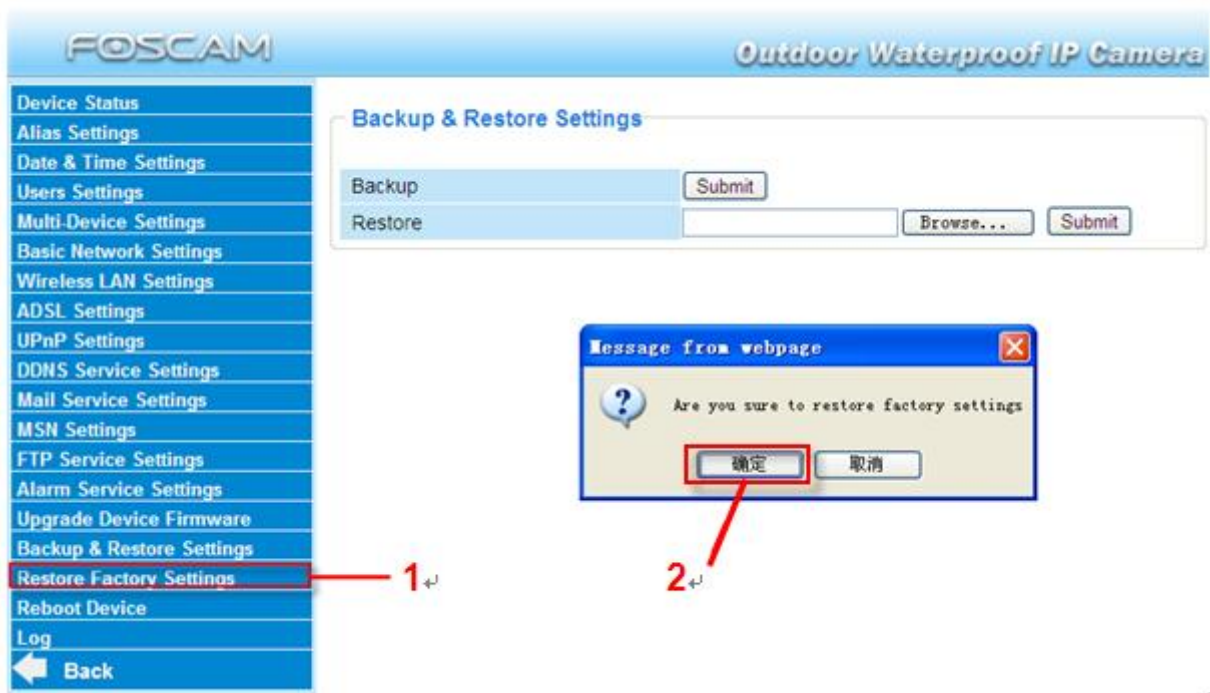 FOSCAM
Outdoor Waterproof IP Camera
Device Status
Alias Settings
Date & Time Settings
Users Settings
Multi-Device Settings
Basic Network Settings
Wireless LAN Settings
ADSL Settings
UPnP Settings
DDNS Service Settings
Mail Service Settings
MSN Settings
FTP Service Settings
Alarm Service Settings
Upgrade Device Firmware
Backup & Restore Settings
Restore Factory Settings
Reboot Device
Log
Back
Backup & Restore Settings
Backup Submit
Restore Browse... Submit
Message from webpage
Are you sure to restore factory settings
确定 取消
1
2